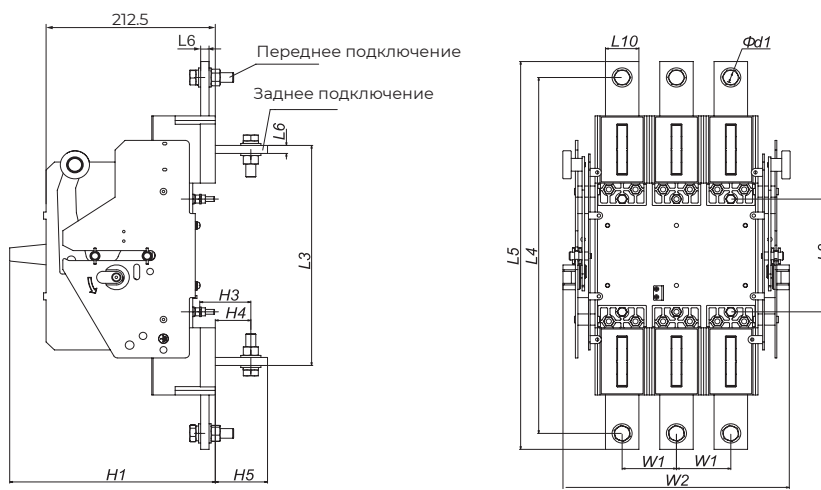 212.5
L6
Переднее подключение
Заднее подключение
L6
L3
H3
H4
H1
H5
L10
Φd1
L5
L4
W1
W1
W2